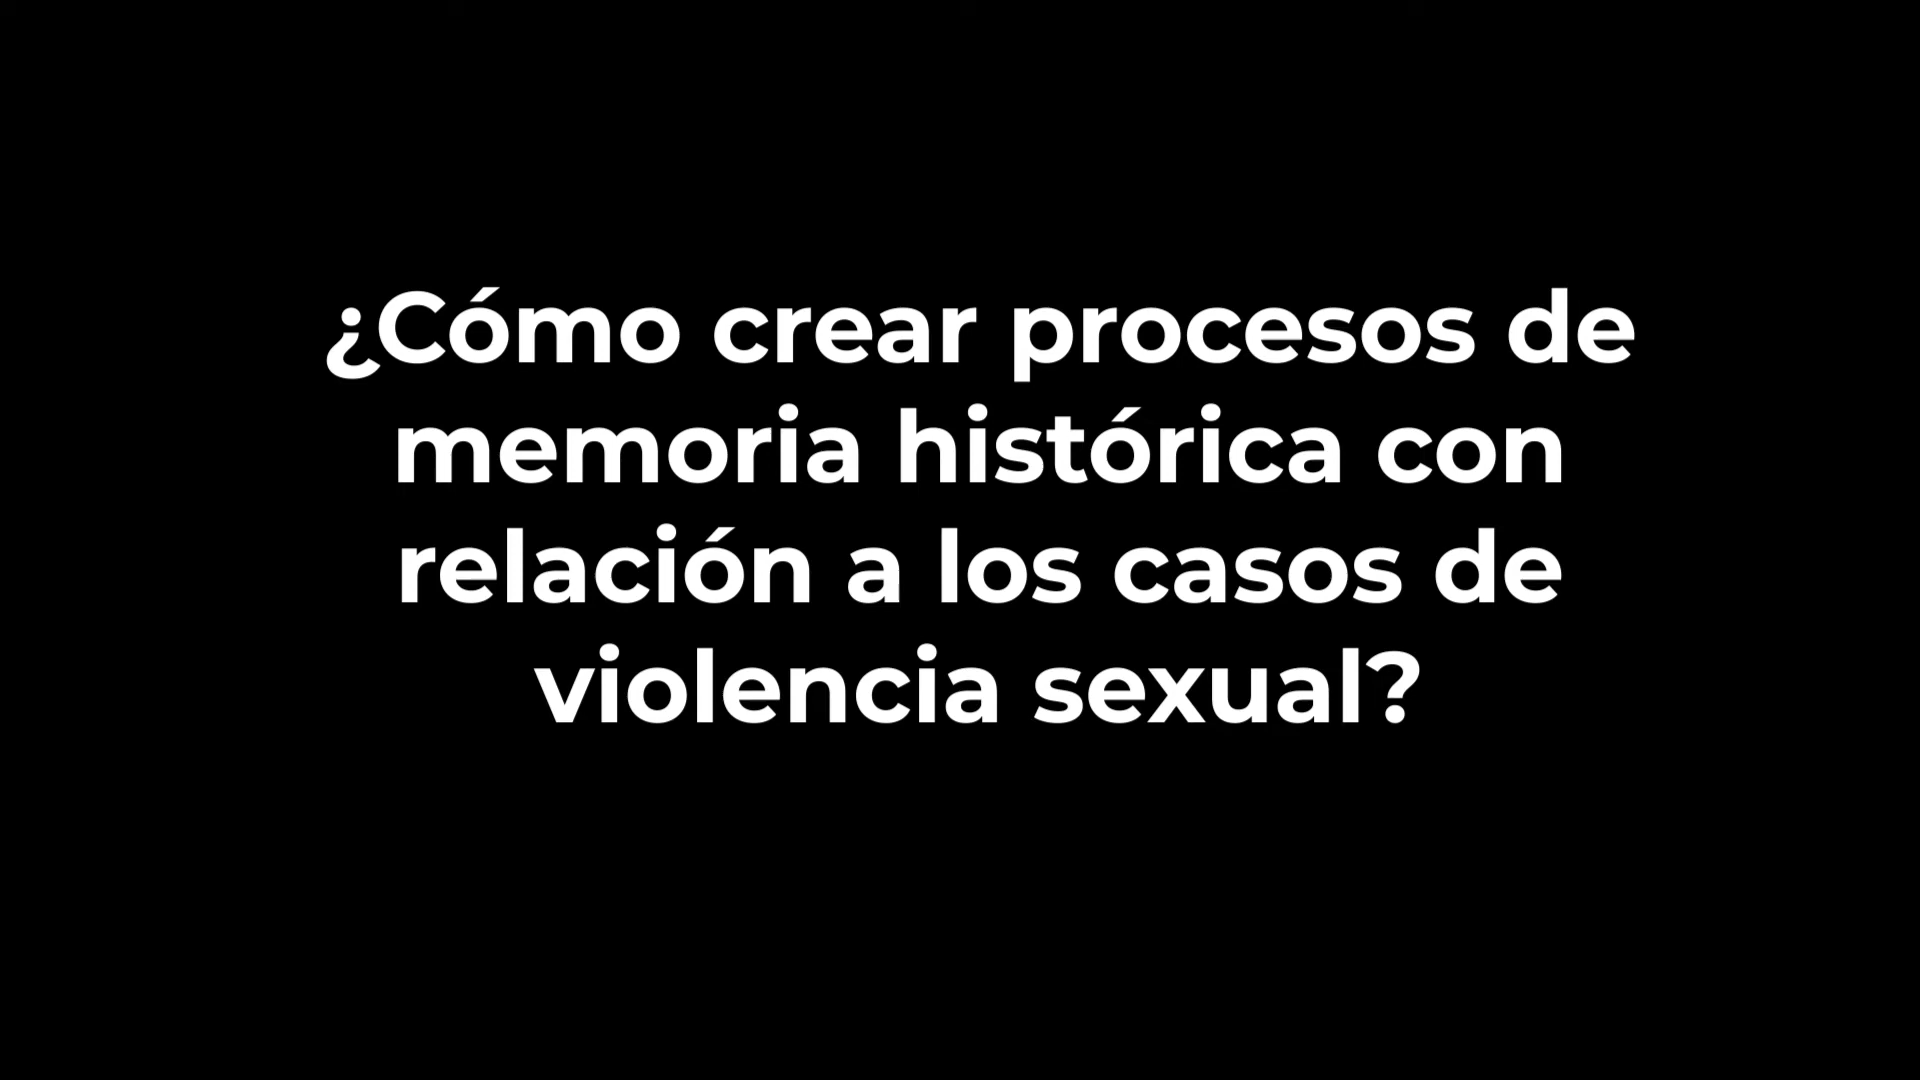 ¿Cómo crear procesos de
memoria histórica con
relación a los casos de
violencia sexual?